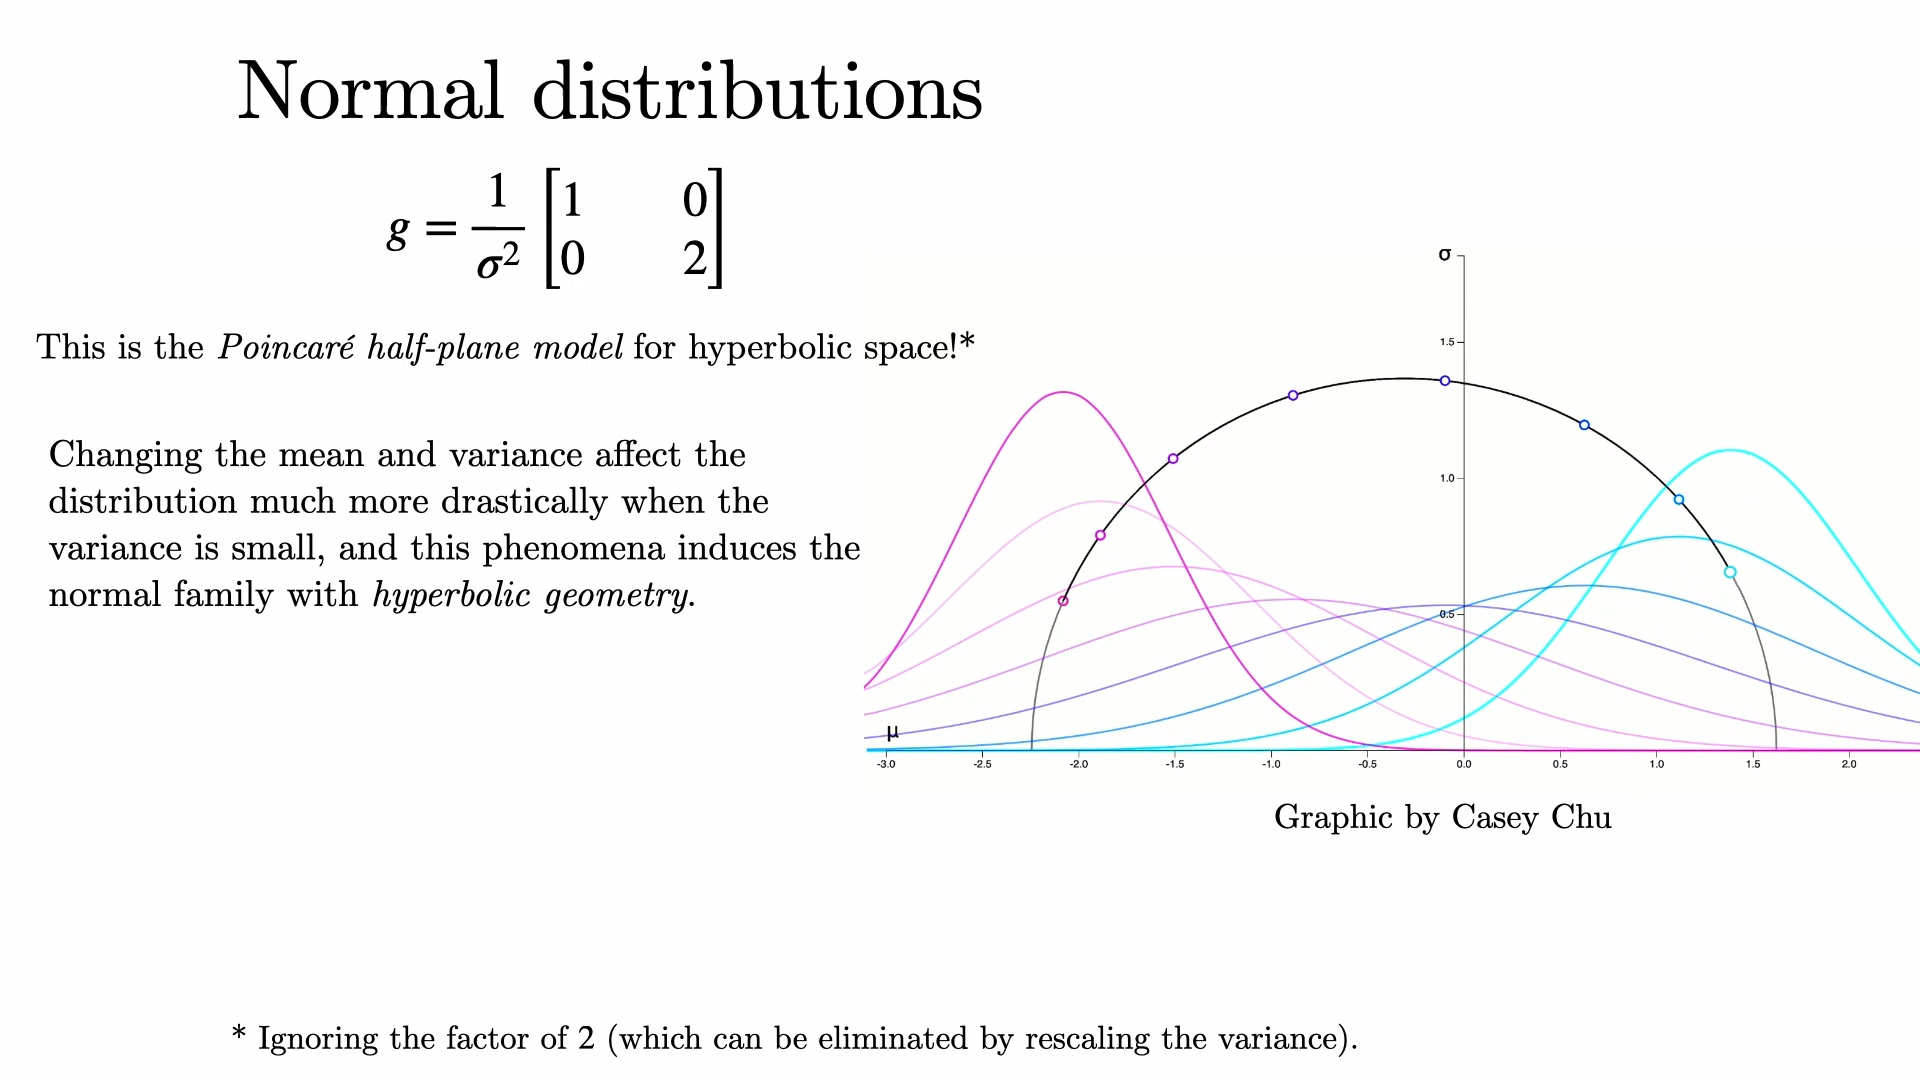 Normal distributions
g = 1/σ² [1 0
0 2]
This is the Poincaré half-plane model for hyperbolic space!*
Changing the mean and variance affect the
distribution much more drastically when the
variance is small, and this phenomena induces the
normal family with hyperbolic geometry.
σ
1.5
1.0
0.5
μ
-3.0 -2.5 -2.0 -1.5 -1.0 -0.5 0.0 0.5 1.0 1.5 2.0
Graphic by Casey Chu
* Ignoring the factor of 2 (which can be eliminated by rescaling the variance).